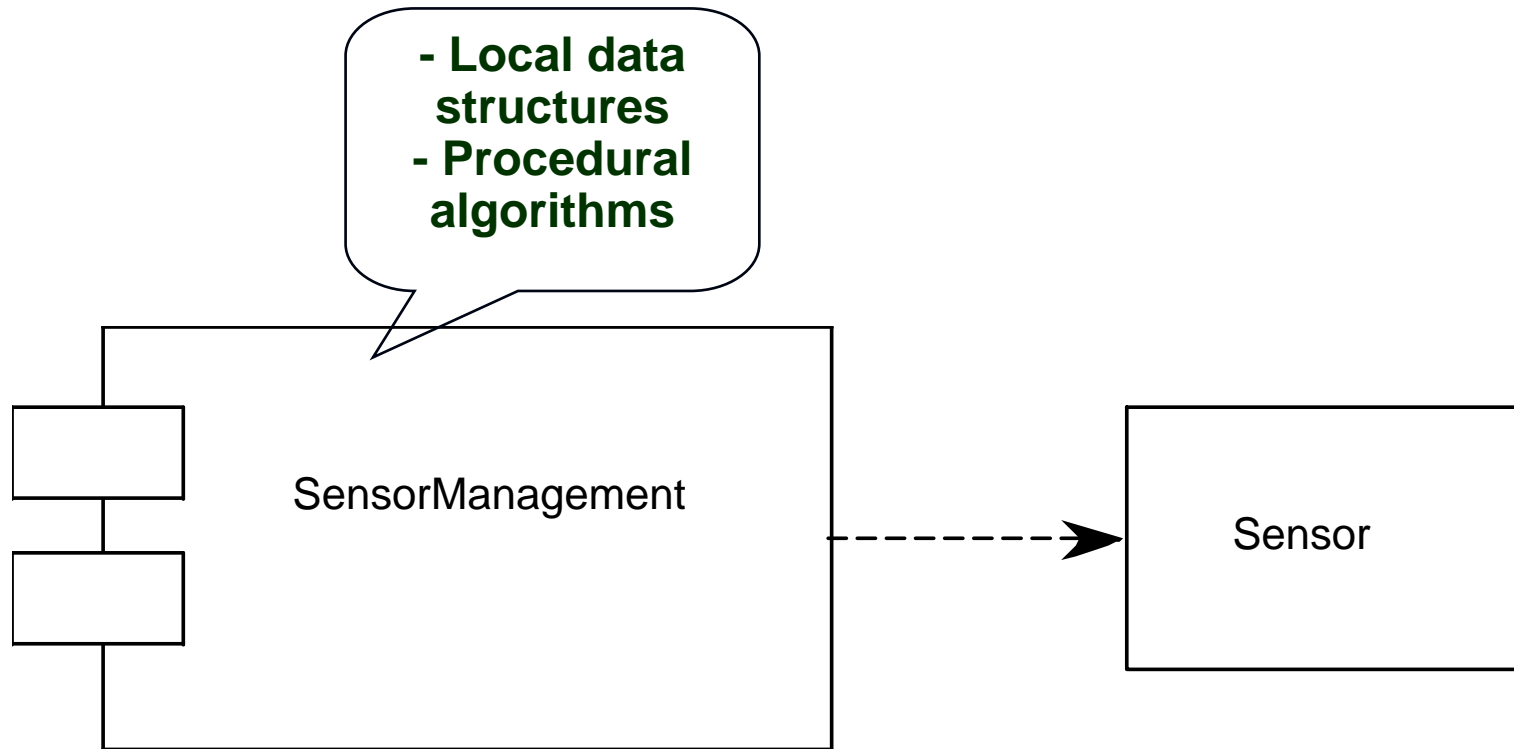 - Local data
structures
- Procedural
algorithms
SensorManagement
Sensor